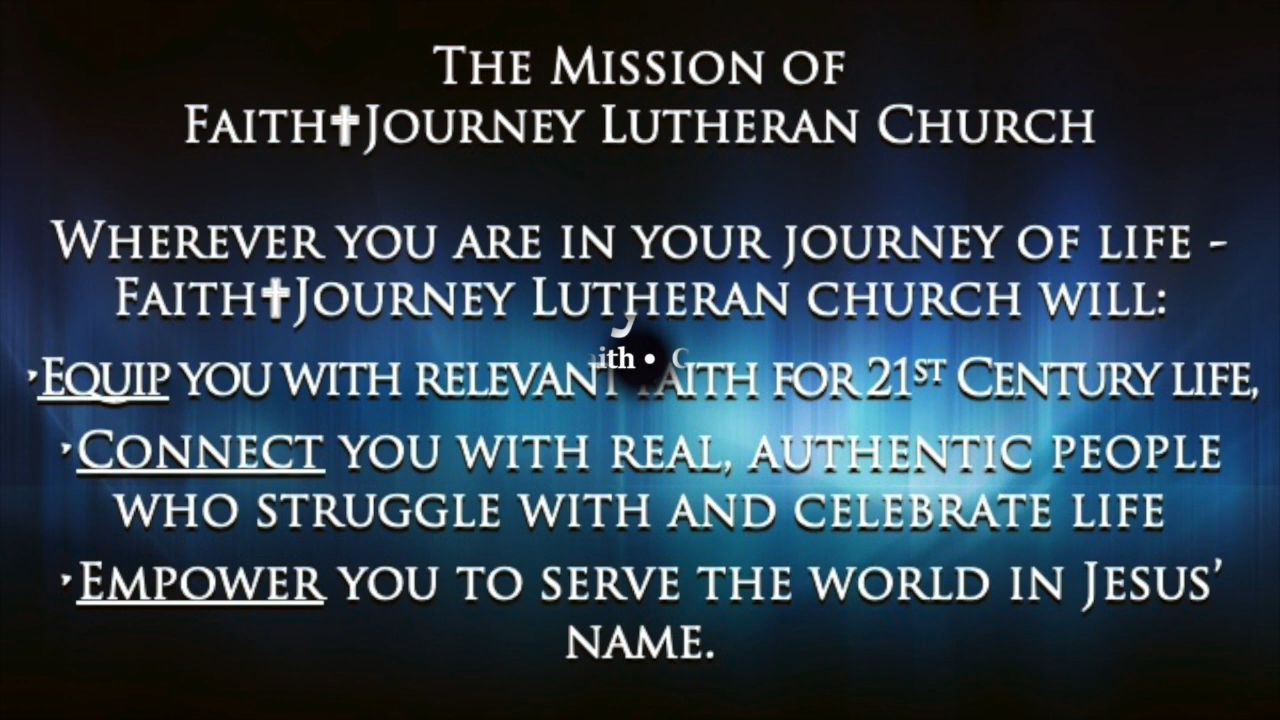 The Mission of
Faith✝Journey Lutheran Church
Wherever you are in your journey of life -
Faith✝Journey Lutheran church will:
‣Equip you with relevant faith for 21st Century life,
ith •
‣Connect you with real, authentic people
who struggle with and celebrate life
‣Empower you to serve the world in Jesus’
name.